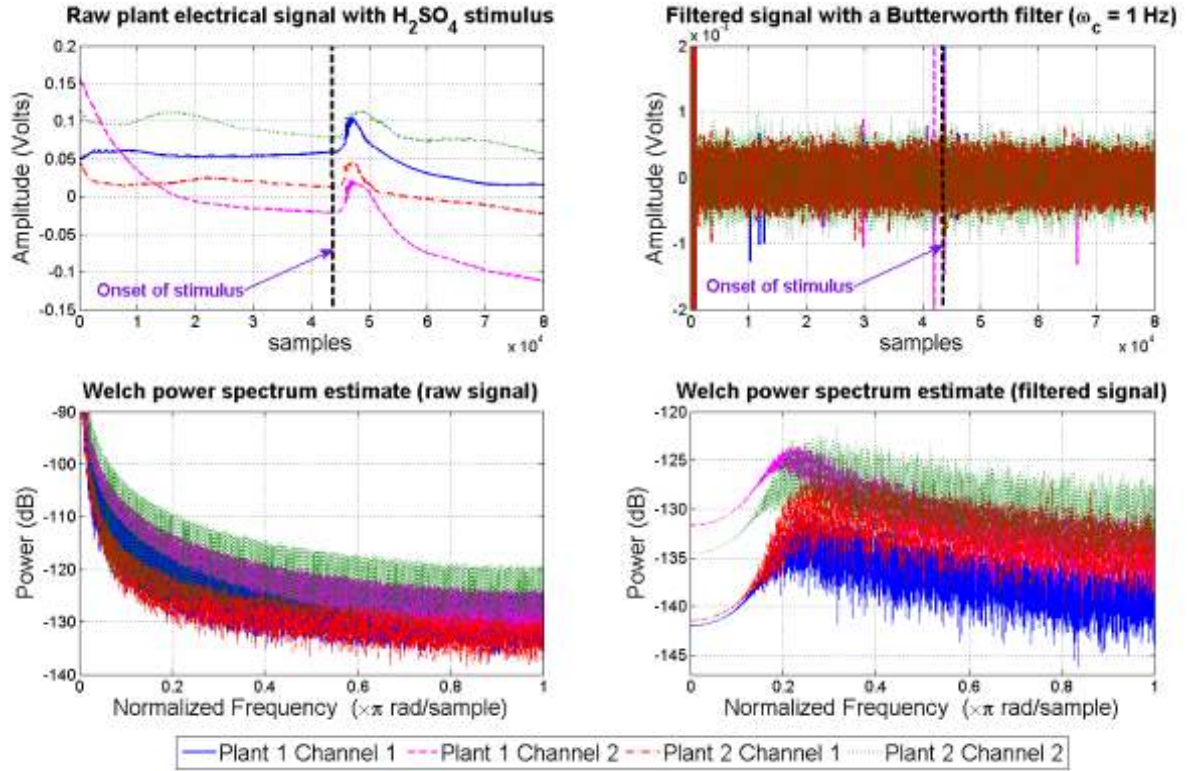 Raw plant electrical signal with H2SO4 stimulus
Amplitude (Volts)
0.2
0.15
0.1
0.05
0
-0.05
-0.1
-0.15
Onset of stimulus
0 1 2 3 4 5 6 7 8
samples
x 10^4
Filtered signal with a Butterworth filter (ω_c = 1 Hz)
Amplitude (Volts)
2
1
0
-1
-2
Onset of stimulus
0 1 2 3 4 5 6 7 8
samples
x 10^4
Welch power spectrum estimate (raw signal)
Power (dB)
-90
-100
-110
-120
-130
-140
0 0.2 0.4 0.6 0.8 1
Normalized Frequency (×π rad/sample)
Welch power spectrum estimate (filtered signal)
Power (dB)
-120
-125
-130
-135
-140
-145
0 0.2 0.4 0.6 0.8 1
Normalized Frequency (×π rad/sample)
Plant 1 Channel 1 Plant 1 Channel 2 Plant 2 Channel 1 Plant 2 Channel 2